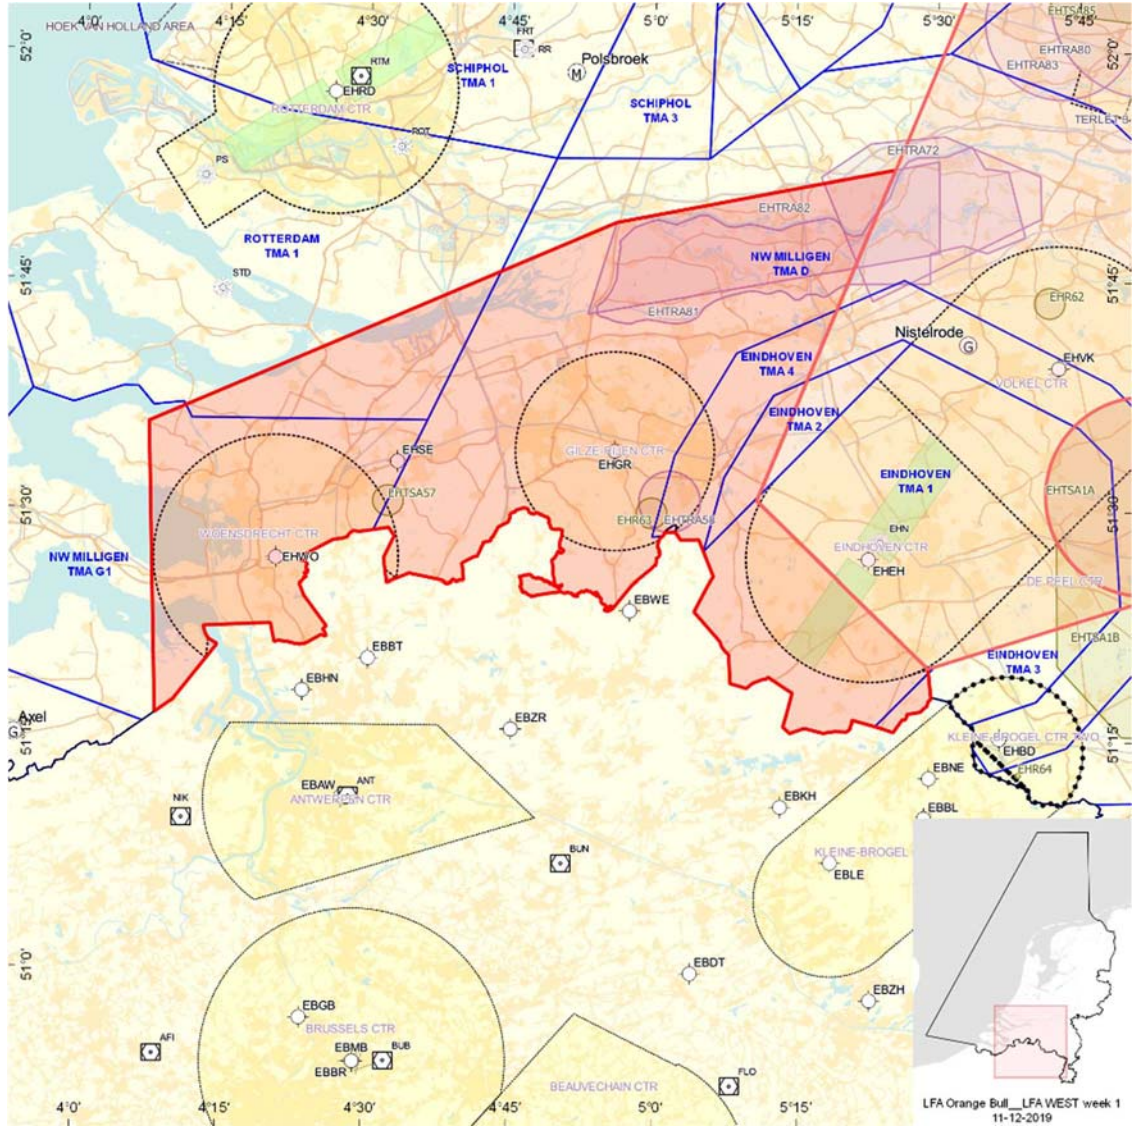 4°0'
4°15'
4°30'
4°45'
5°0'
5°30'
5°45'
HOEK VAN HOLLAND AREA
EHTSA85
52°0'
52°0'
FRT
RR
Polsbroek
M
EHTRA80
EHTRA83
RTM
SCHIPHOL
TMA 1
EHRD
ROTTERDAM CTR
SCHIPHOL
TMA 3
TERLET B
ROT
EHTRA72
PS
EHTRA82
ROTTERDAM
TMA 1
NW MILLIGEN
TMA D
STD
51°45'
51°45'
EHR62
EHTRA81
Nistelrode
G
EINDHOVEN
TMA 4
EHVK
VOLKEL CTR
EINDHOVEN
TMA 2
EHSE
GILZE-RIJEN CTR
EHGR
EINDHOVEN
TMA 1
EHTSA57
EHTSA1A
51°30'
51°30'
EHR63
EHTRA58
WOENSDRECHT CTR
EHN
NW MILLIGEN
TMA G1
EHWO
EINDHOVEN CTR
EHEH
DE PEEL CTR
EBWE
EHTSA1B
EBBT
EINDHOVEN
TMA 3
EBHN
Axel
G
51°15'
51°15'
EBZR
KLEINE-BROGEL CTR TWO
EHBD
EHR64
EBNE
EBAW
ANT
ANTWERPEN CTR
NIK
EBKH
EBBL
KLEINE-BROGEL
BUN
EBLE
51°0'
EBDT
EBZH
EBGB
BRUSSELS CTR
AFI
EBMB
BUB
EBBR
BEAUVECHAIN CTR
FLO
LFA Orange Bull__LFA WEST week 1
11-12-2019
4°0'
4°15'
4°30'
4°45'
5°0'
5°15'